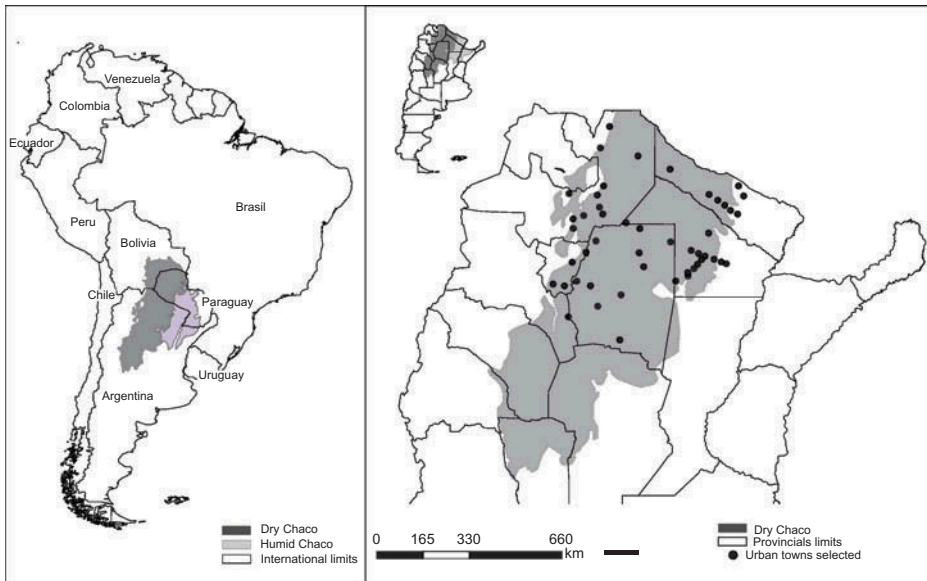 Venezuela
Colombia
Ecuador
Brasil
Peru
Bolivia
Chile
Paraguay
Uruguay
Argentina
Dry Chaco
Humid Chaco
International limits
0 165 330 660
km
Dry Chaco
Provincials limits
Urban towns selected